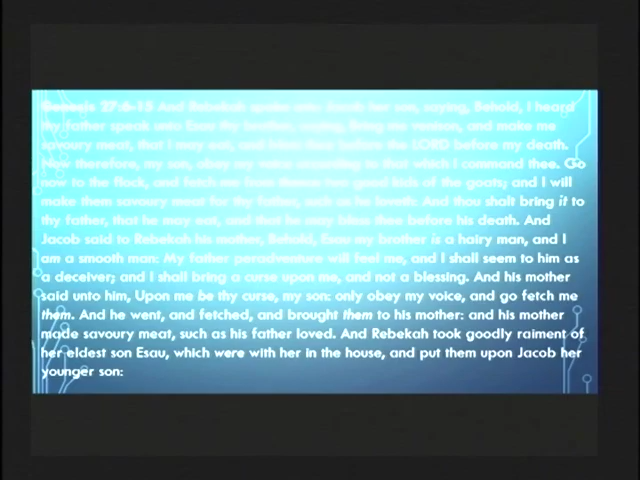 Genesis 27:6-15 And Rebekah spake unto Jacob her son, saying, Behold, I heard
thy father speak unto Esau thy brother, saying, Bring me venison, and make me
savoury meat, that I may eat, and bless thee before the LORD before my death.
Now therefore, my son, obey my voice according to that which I command thee. Go
now to the flock, and fetch me from thence two good kids of the goats; and I will
make them savoury meat for thy father, such as he loveth: And thou shalt bring it to
thy father, that he may eat, and that he may bless thee before his death. And
Jacob said to Rebekah his mother, Behold, Esau my brother is a hairy man, and I
am a smooth man: My father peradventure will feel me, and I shall seem to him as
a deceiver; and I shall bring a curse upon me, and not a blessing. And his mother
said unto him, Upon me be thy curse, my son: only obey my voice, and go fetch me
them. And he went, and fetched, and brought them to his mother: and his mother
made savoury meat, such as his father loved. And Rebekah took goodly raiment of
her eldest son Esau, which were with her in the house, and put them upon Jacob her
younger son: